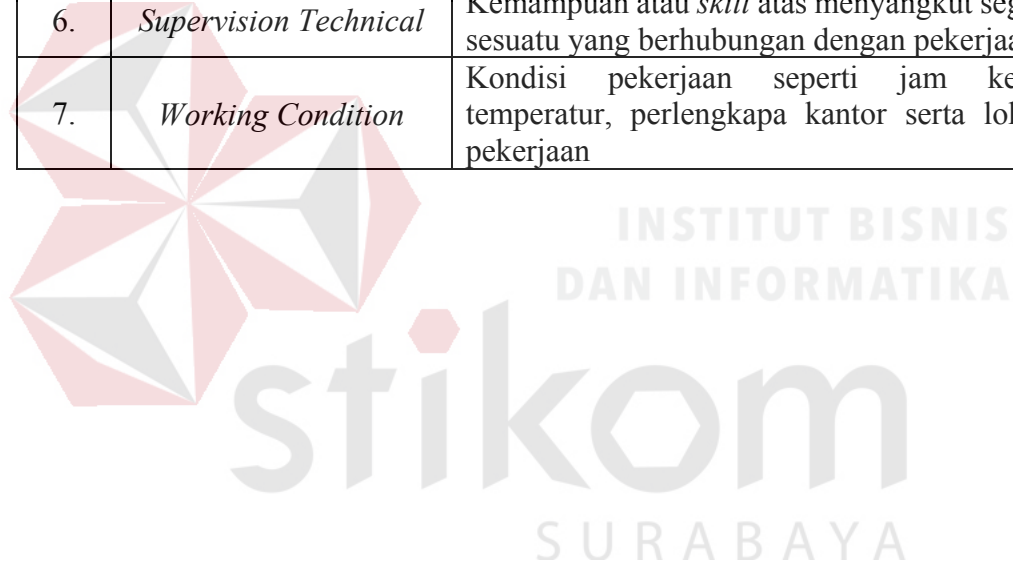 6. Supervision Technical Kemampuan atau skill atas menyangkut seg
sesuatu yang berhubungan dengan pekerjaa
7. Working Condition Kondisi pekerjaan seperti jam ke
temperatur, perlengkapa kantor serta lo
pekerjaan
INSTITUT BISNIS
DAN INFORMATIKA
stikom
SURABAYA